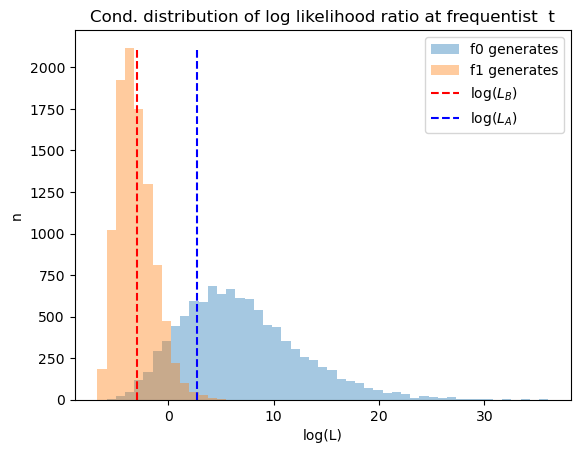 Cond. distribution of log likelihood ratio at frequentist  t
f0 generates
f1 generates
log(L_B)
log(L_A)
2000
1750
1500
1250
1000
750
500
250
0
n
0 10 20 30
log(L)